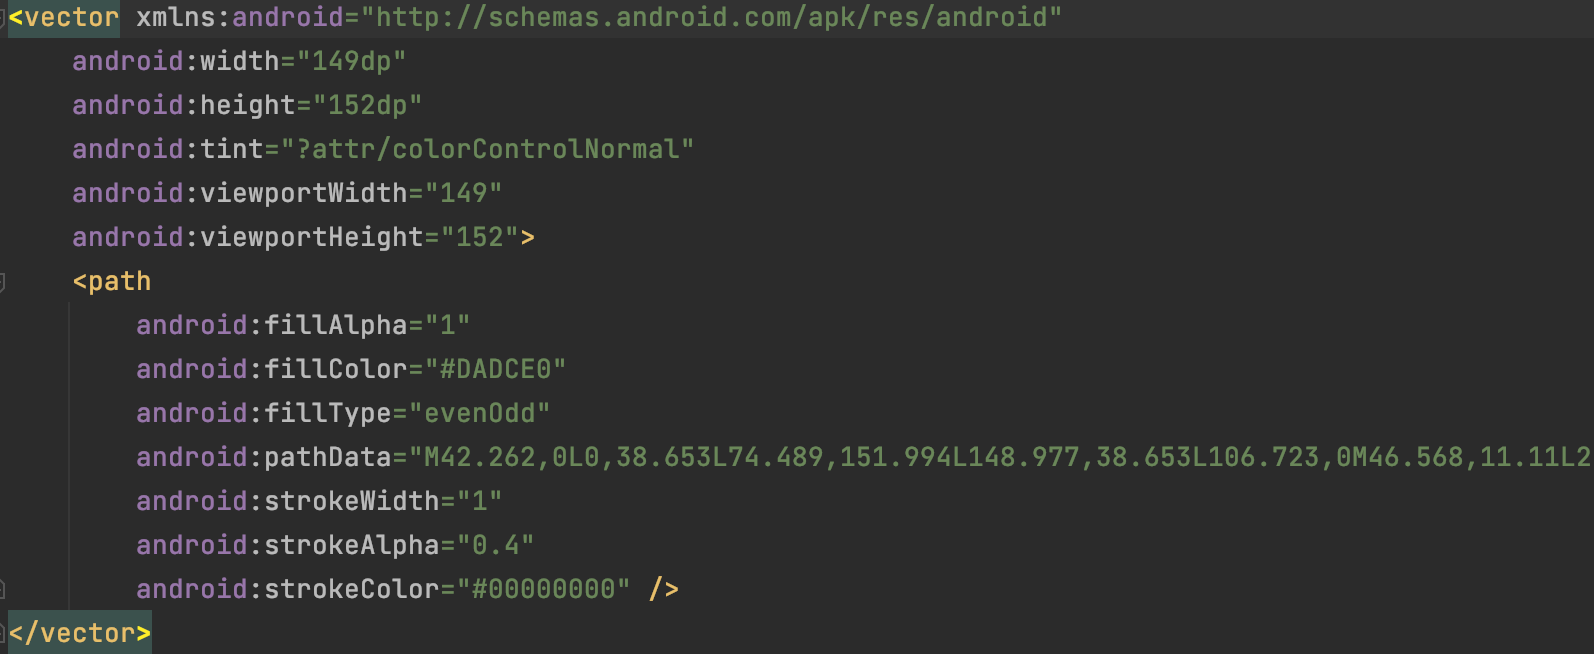 <vector xmlns:android="http://schemas.android.com/apk/res/android"
    android:width="149dp"
    android:height="152dp"
    android:tint="?attr/colorControlNormal"
    android:viewportWidth="149"
    android:viewportHeight="152">
    <path
        android:fillAlpha="1"
        android:fillColor="#DADCE0"
        android:fillType="evenOdd"
        android:pathData="M42.262,0L0,38.653L74.489,151.994L148.977,38.653L106.723,0M46.568,11.11L2
        android:strokeWidth="1"
        android:strokeAlpha="0.4"
        android:strokeColor="#00000000" />
</vector>